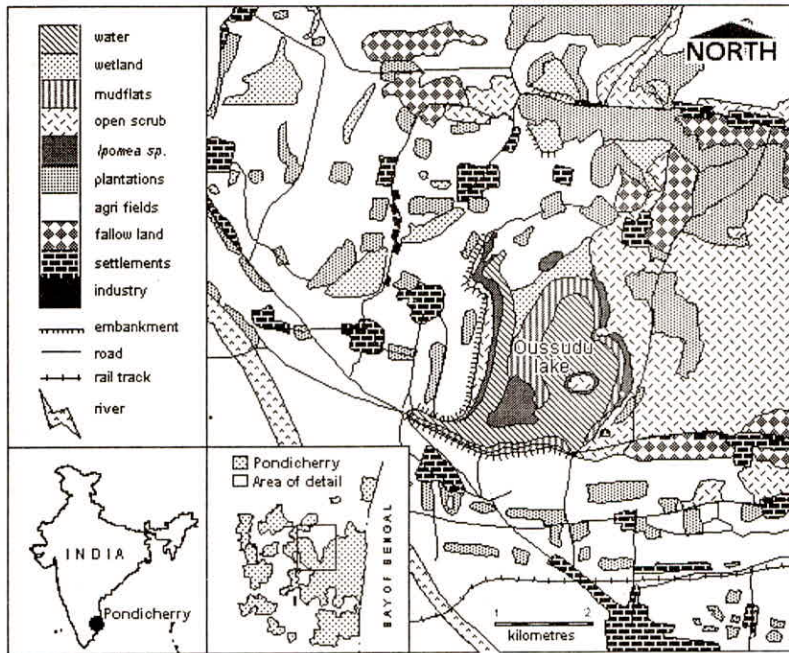 water
wetland
mudflats
open scrub
Ipomea sp.
plantations
agri fields
fallow land
settlements
industry
embankment
road
rail track
river
NORTH
Oussudu
lake
INDIA
Pondicherry
Pondicherry
Area of detail
BAY OF BENGAL
1 2
kilometres